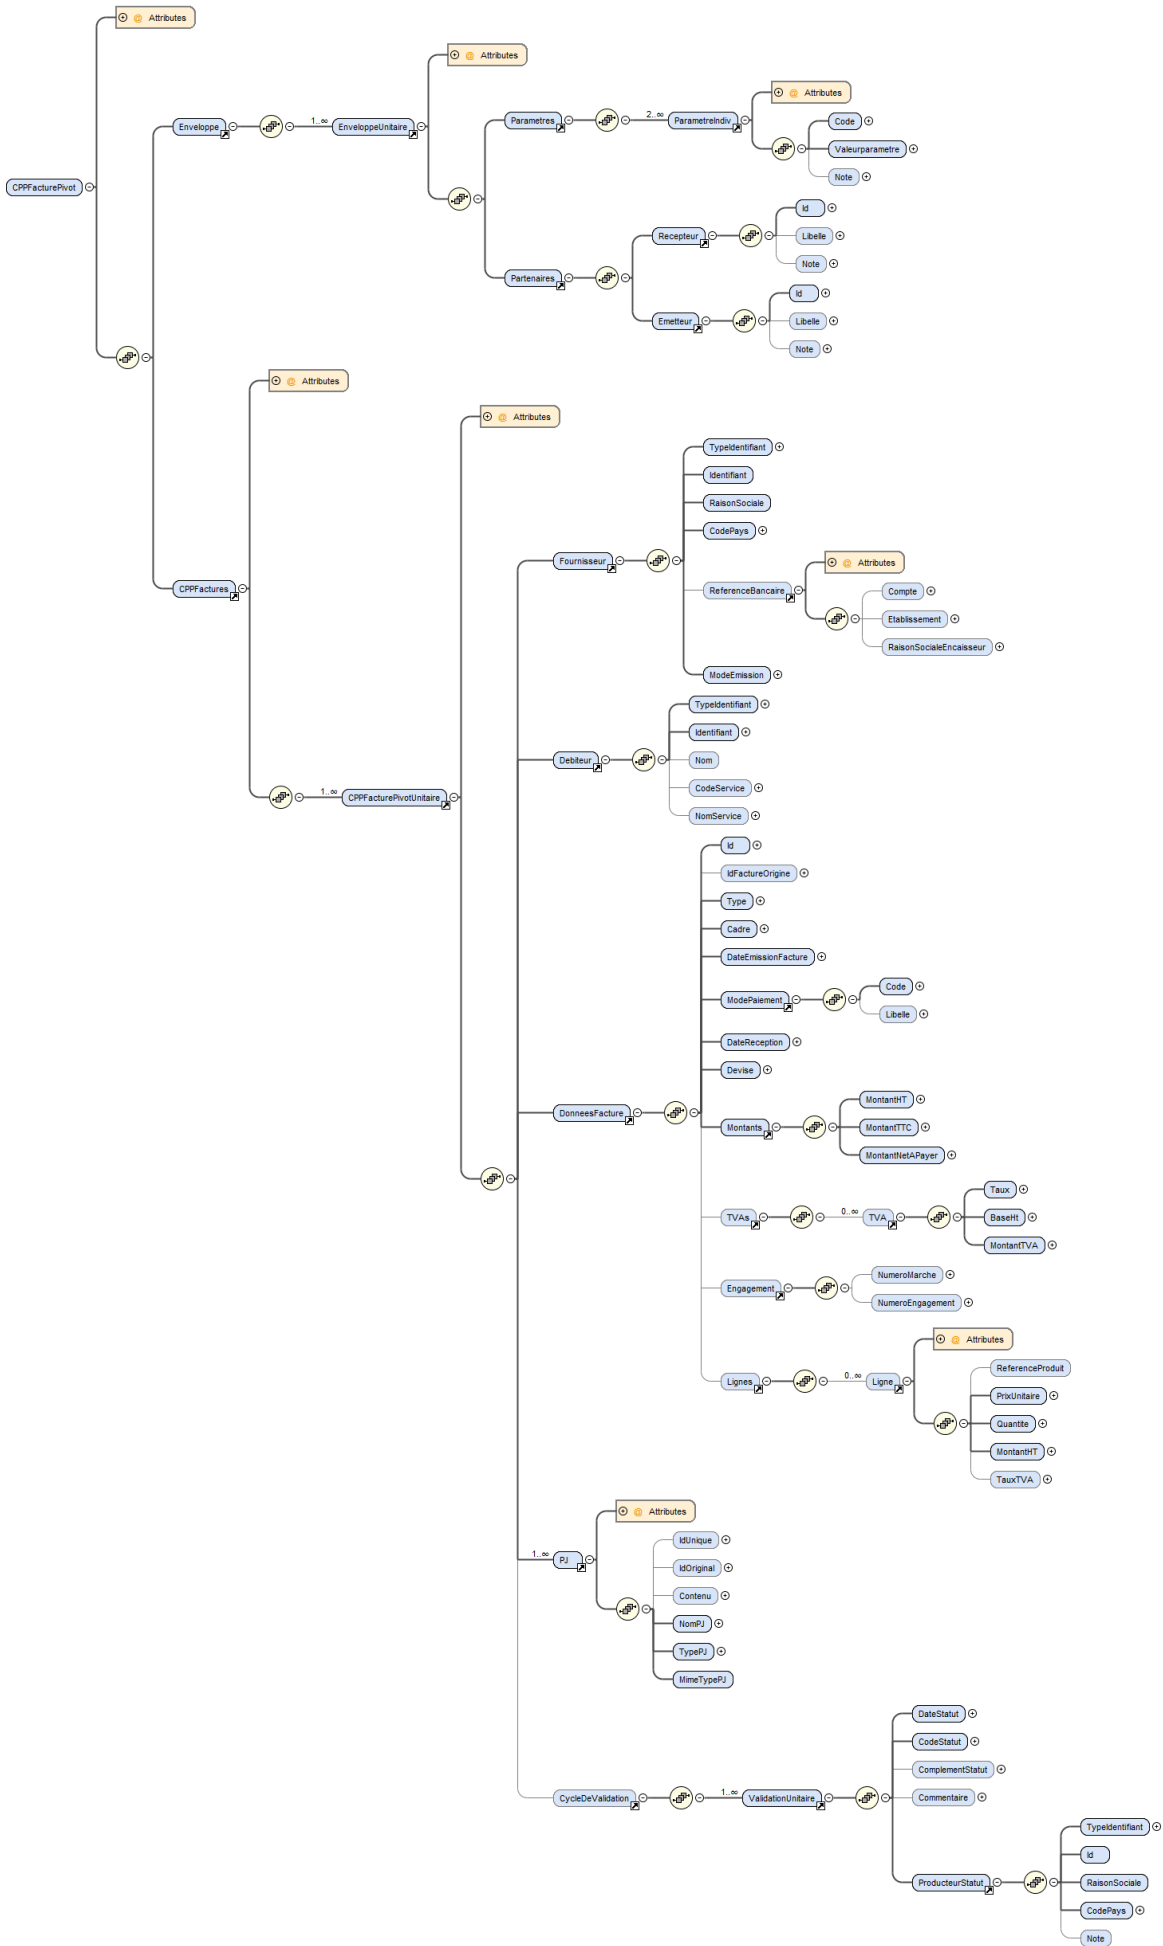 @ Attributes
@ Attributes
@ Attributes
Parametres
2..∞
ParametreIndiv
Enveloppe
1..∞
EnveloppeUnitaire
Code
Valeurparametre
Note
CPPFacturePivot
Id
Recepteur
Libelle
Note
Partenaires
Id
Emetteur
Libelle
Note
@ Attributes
@ Attributes
TypeIdentifiant
Identifiant
RaisonSociale
CodePays
Fournisseur
@ Attributes
CPPFactures
ReferenceBancaire
Compte
Etablissement
RaisonSocialeEncaisseur
ModeEmission
TypeIdentifiant
Identifiant
Debiteur
Nom
CodeService
1..∞
CPPFacturePivotUnitaire
NomService
Id
IdFactureOrigine
Type
Cadre
DateEmissionFacture
Code
ModePaiement
Libelle
DateReception
Devise
MontantHT
DonneesFacture
Montants
MontantTTC
MontantNetAPayer
Taux
TVAs
0..∞
TVA
BaseHt
MontantTVA
NumeroMarche
Engagement
NumeroEngagement
@ Attributes
ReferenceProduit
Lignes
0..∞
Ligne
PrixUnitaire
Quantite
MontantHT
TauxTVA
@ Attributes
IdUnique
1..∞
PJ
IdOriginal
Contenu
NomPJ
TypePJ
MimeTypePJ
DateStatut
CodeStatut
ComplementStatut
CycleDeValidation
1..∞
ValidationUnitaire
Commentaire
TypeIdentifiant
Id
ProducteurStatut
RaisonSociale
CodePays
Note